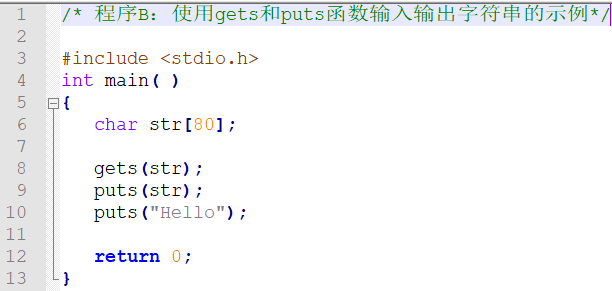 1 /* 程序B：使用gets和puts函数输入输出字符串的示例*/
2
3 #include <stdio.h>
4 int main( )
5 {
6 char str[80];
7
8 gets(str);
9 puts(str);
10 puts("Hello");
11
12 return 0;
13 }